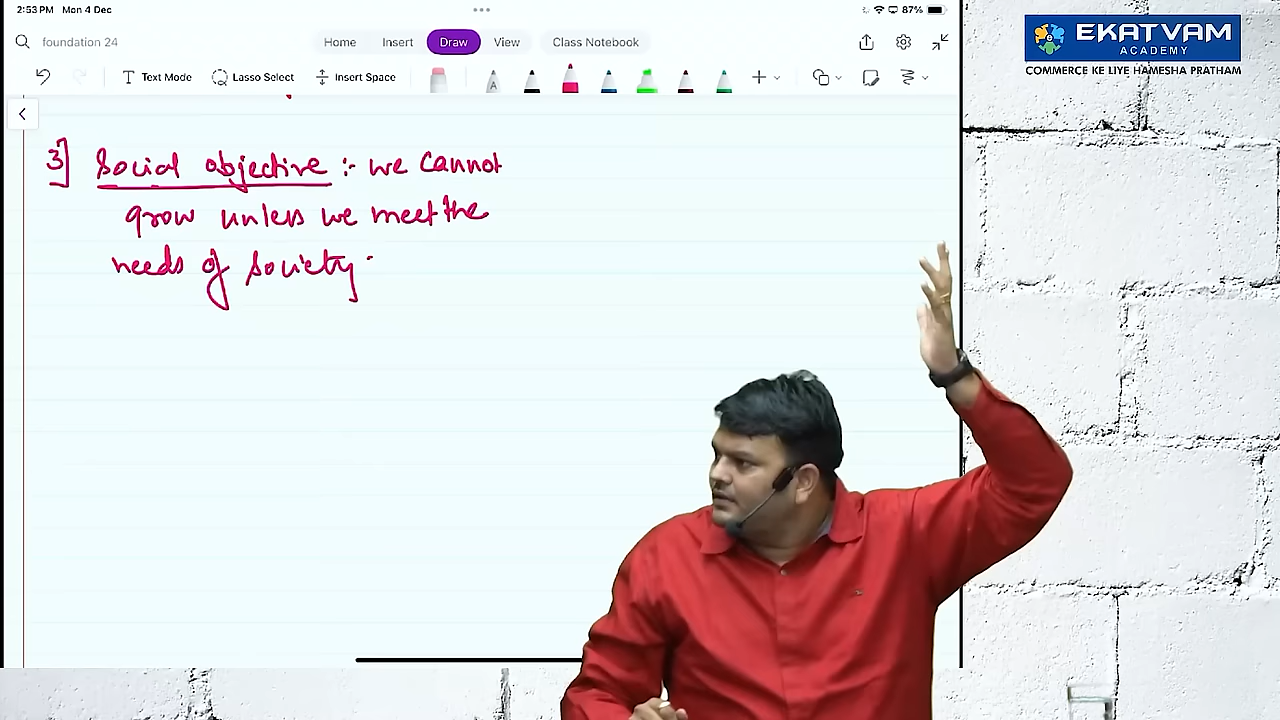 2:53 PM Mon 4 Dec
87%
foundation 24
Home Insert Draw View Class Notebook
Text Mode Lasso Select Insert Space
A
EKATVAM
ACADEMY
COMMERCE KE LIYE HAMESHA PRATHAM
3] Social objective :- we cannot
grow unless we meet the
needs of society.